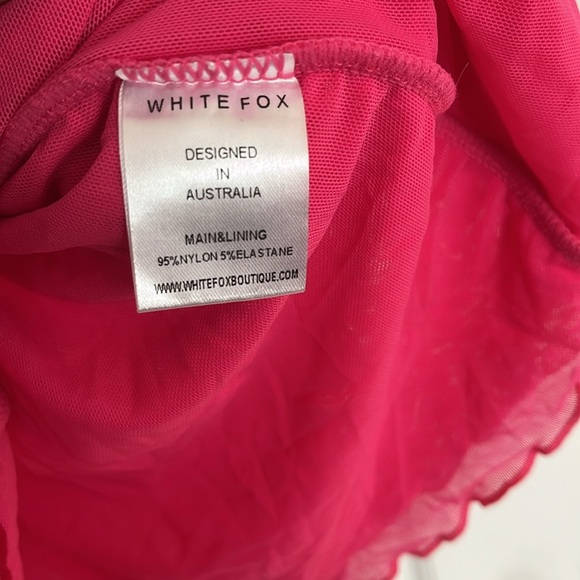 WHITE FOX
DESIGNED
IN
AUSTRALIA
MAIN&LINING
95%NYLON 5%ELASTANE
WWW.WHITEFOXBOUTIQUE.COM